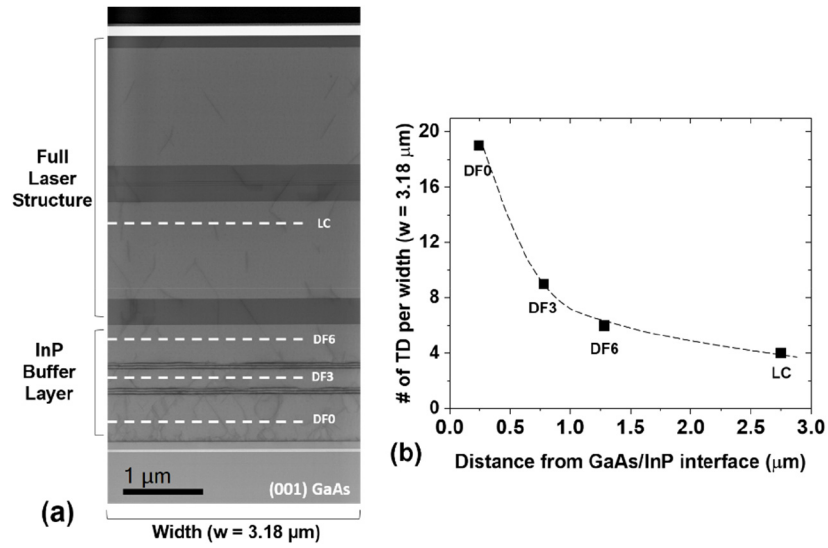 Full
Laser
Structure
LC
InP
Buffer
Layer
DF6
DF3
DF0
1 μm
(001) GaAs
(a)
Width (w = 3.18 μm)
# of TD per width (w = 3.18 μm)
20
16
12
8
4
0
DF0
DF3
DF6
LC
0.0 0.5 1.0 1.5 2.0 2.5 3.0
(b)
Distance from GaAs/InP interface (μm)